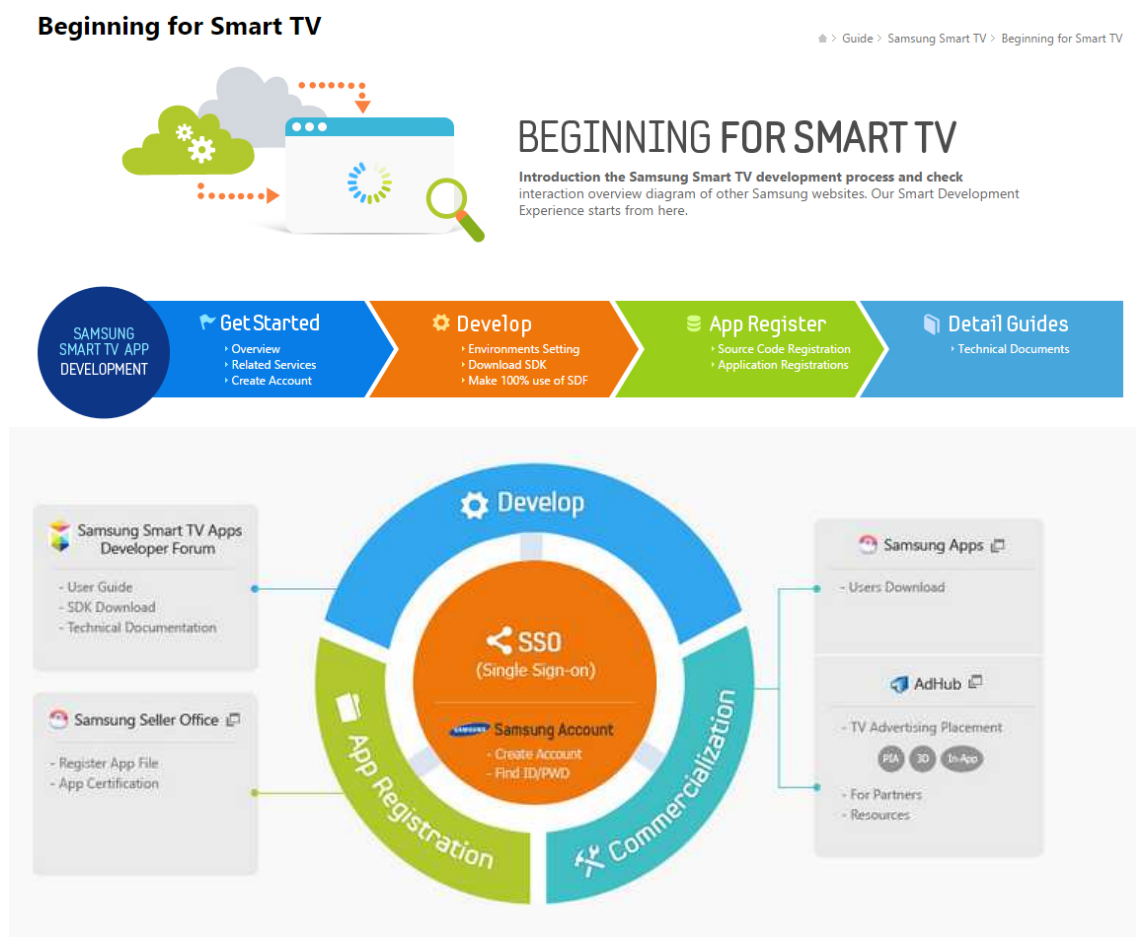 Beginning for Smart TV
> Guide > Samsung Smart TV > Beginning for Smart TV
BEGINNING FOR SMART TV
Introduction the Samsung Smart TV development process and check
interaction overview diagram of other Samsung websites. Our Smart Development
Experience starts from here.
SAMSUNG
SMART TV APP
DEVELOPMENT
Get Started
Overview
Related Services
Create Account
Develop
Environments Setting
Download SDK
Make 100% use of SDF
App Register
Source Code Registration
Application Registrations
Detail Guides
Technical Documents
Develop
Samsung Smart TV Apps
Developer Forum
- User Guide
- SDK Download
- Technical Documentation
Samsung Seller Office
- Register App File
- App Certification
SSO
(Single Sign-on)
SAMSUNG
Samsung Account
- Create Account
- Find ID/PWD
App Registration
Commercialization
Samsung Apps
- Users Download
AdHub
- TV Advertising Placement
PIA
3D
In-App
- For Partners
- Resources